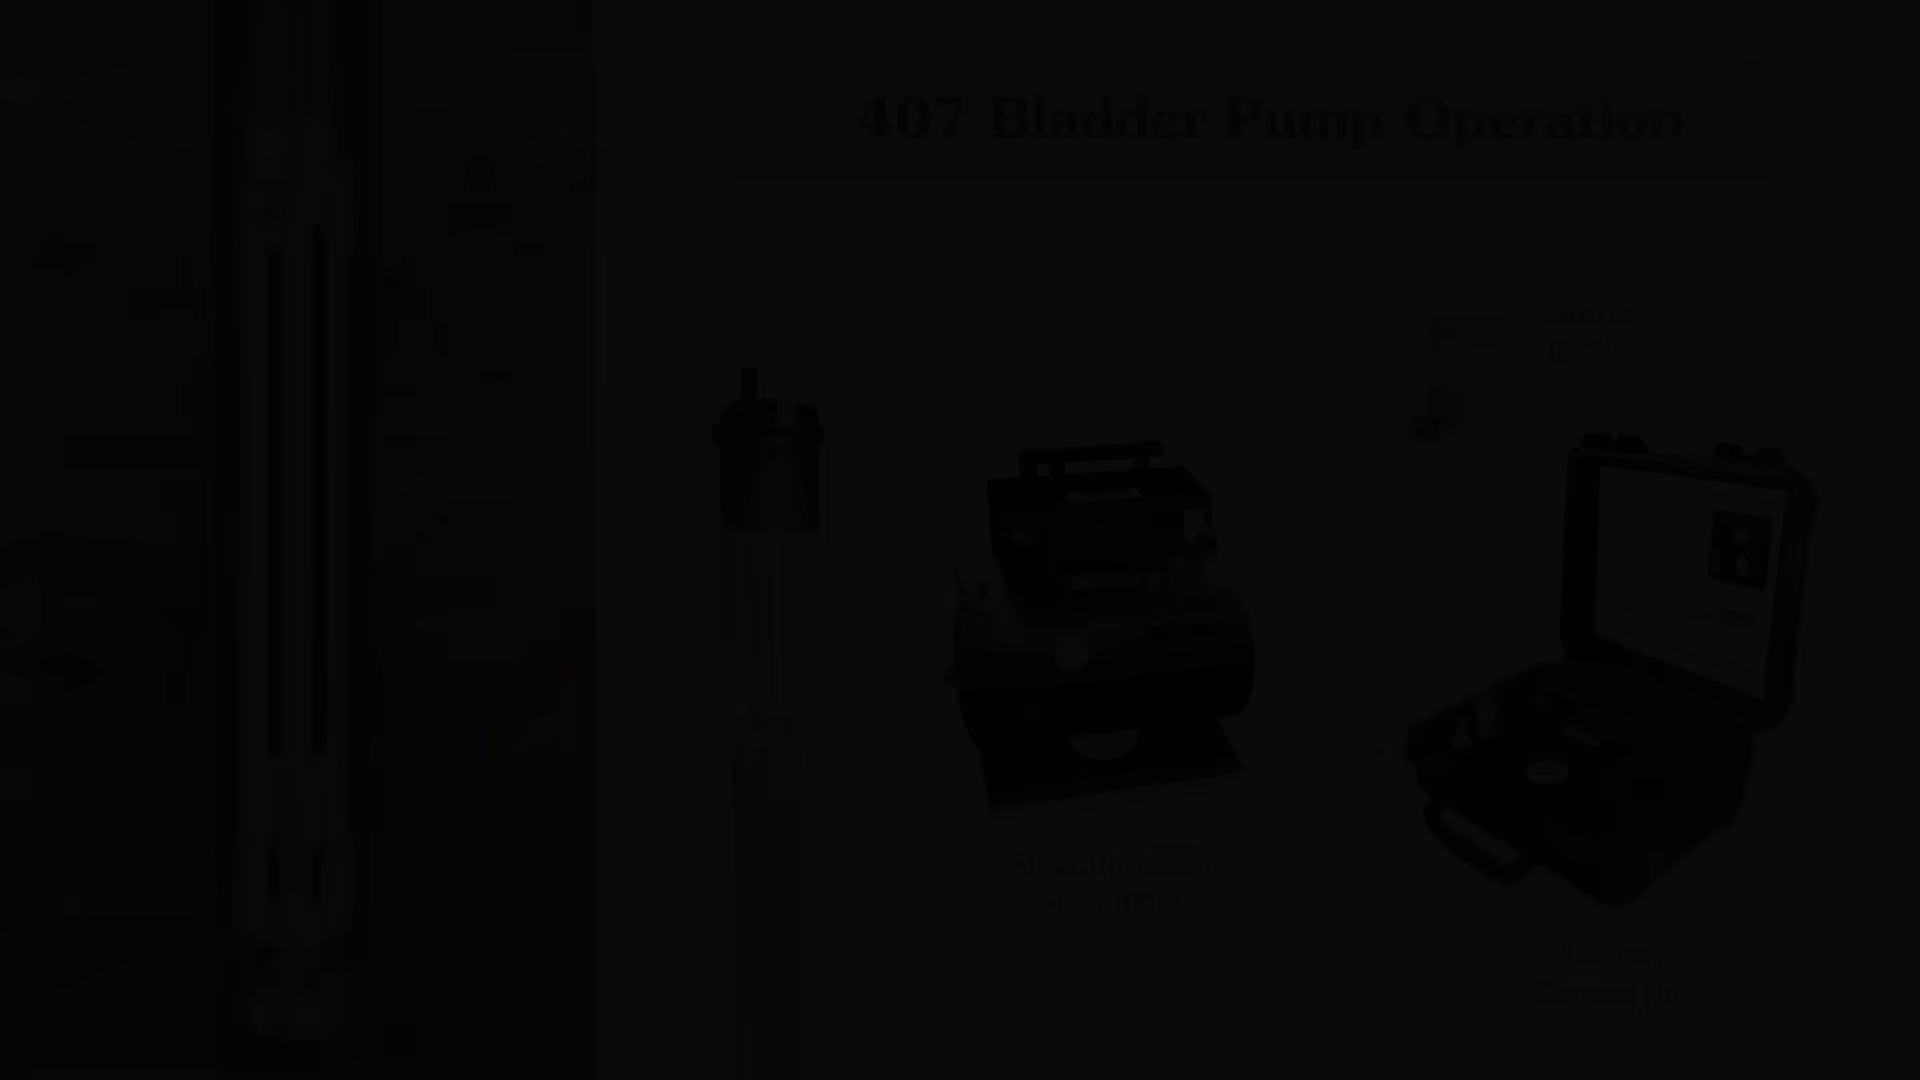 407 Bladder Pump Operation
Sample
Bottle
Air Compressor
or Cylinder
Electronic
Control Unit